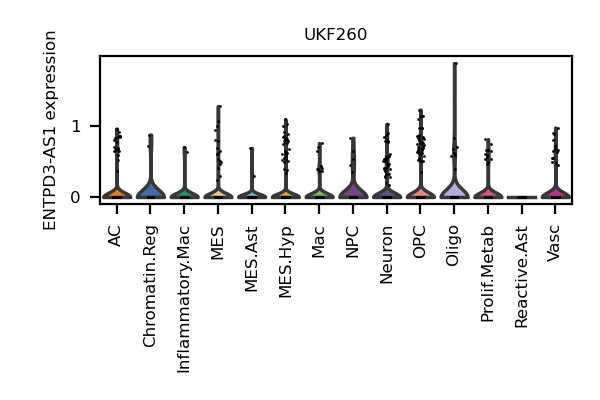 UKF260
ENTPD3-AS1 expression
1
0
AC
Chromatin.Reg
Inflammatory.Mac
MES
MES.Ast
MES.Hyp
Mac
NPC
Neuron
OPC
Oligo
Prolif.Metab
Reactive.Ast
Vasc